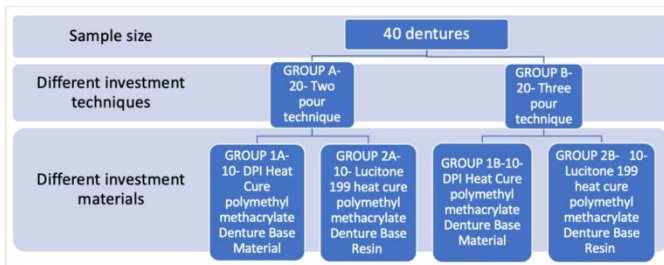 Sample size
40 dentures
Different investment
techniques
GROUP A-
20- Two
pour
technique
GROUP B-
20- Three
pour
technique
Different investment
materials
GROUP 1A-
10- DPI Heat
Cure
polymethyl
methacrylate
Denture Base
Material
GROUP 2A-
10- Lucitone
199 heat cure
polymethyl
methacrylate
Denture Base
Resin
GROUP 1B-10-
DPI Heat Cure
polymethyl
methacrylate
Denture Base
Material
GROUP 2B- 10-
Lucitone 199
heat cure
polymethyl
methacrylate
Denture Base
Resin